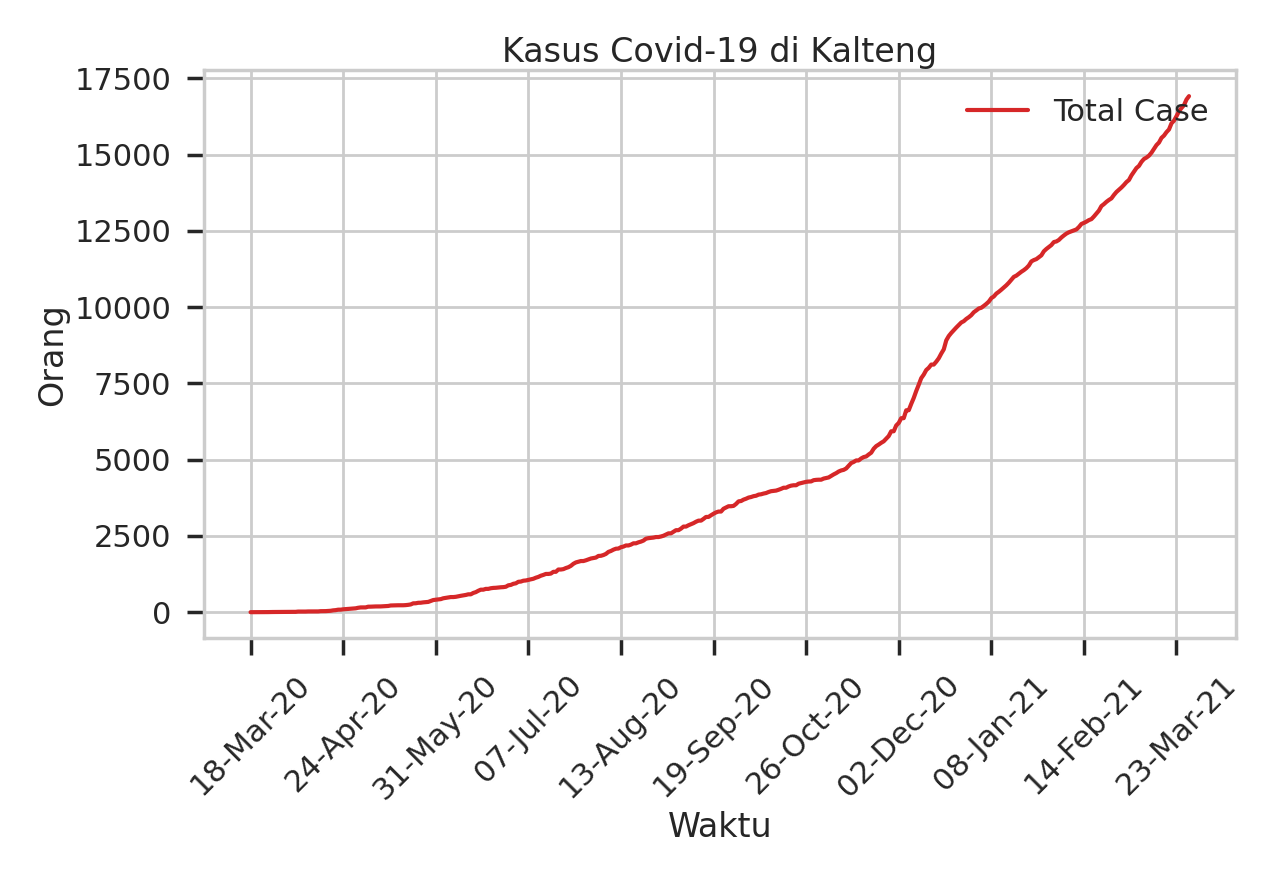 Kasus Covid-19 di Kalteng
Total Case
Orang
17500
15000
12500
10000
7500
5000
2500
0
18-Mar-20
24-Apr-20
31-May-20
07-Jul-20
13-Aug-20
19-Sep-20
26-Oct-20
02-Dec-20
08-Jan-21
14-Feb-21
23-Mar-21
Waktu